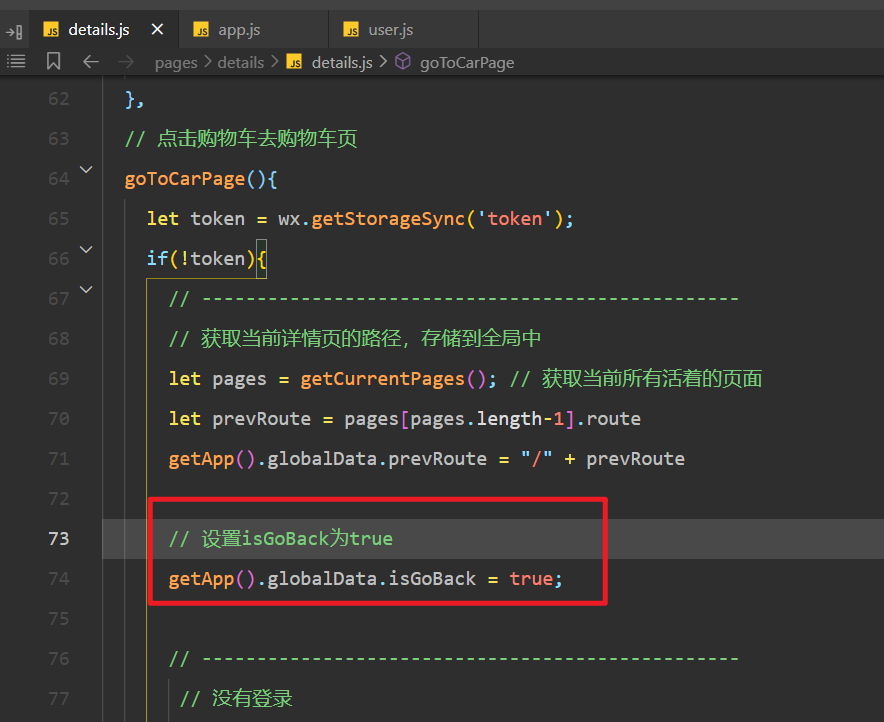 JS details.js × JS app.js JS user.js
pages > details > JS details.js > goToCarPage
62 },
63 // 点击购物车去购物车页
64 goToCarPage(){
65 let token = wx.getStorageSync('token');
66 if(!token){
67 // -------------------------------------------------
68 // 获取当前详情页的路径，存储到全局中
69 let pages = getCurrentPages(); // 获取当前所有活着的页面
70 let prevRoute = pages[pages.length-1].route
71 getApp().globalData.prevRoute = "/" + prevRoute
72
73 // 设置isGoBack为true
74 getApp().globalData.isGoBack = true;
75
76 // -------------------------------------------------
77 // 没有登录